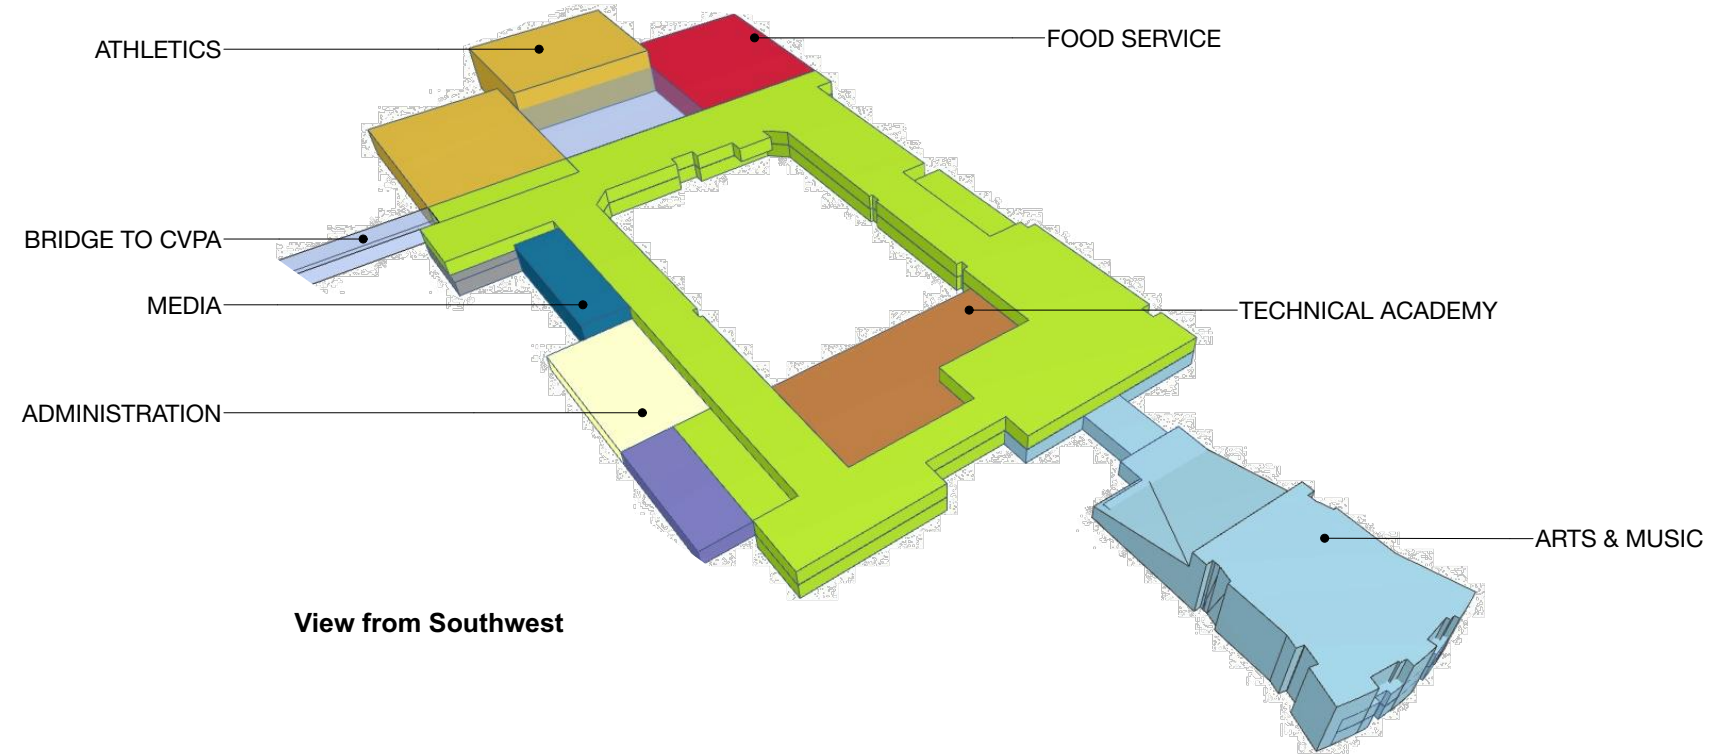 ATHLETICS
FOOD SERVICE
BRIDGE TO CVPA
MEDIA
TECHNICAL ACADEMY
ADMINISTRATION
ARTS & MUSIC
View from Southwest